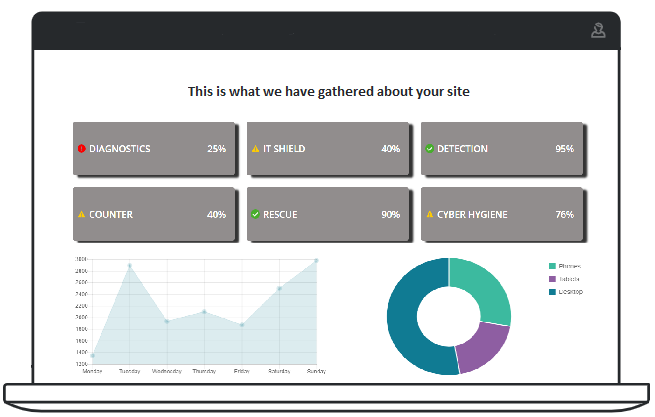 This is what we have gathered about your site
DIAGNOSTICS 25%
IT SHIELD 40%
DETECTION 95%
COUNTER 40%
RESCUE 90%
CYBER HYGIENE 76%
3000
2800
2600
2400
2200
2000
1800
1600
1400
1200
Monday Tuesday Wednesday Thursday Friday Saturday Sunday
Phones
Tablets
Desktop